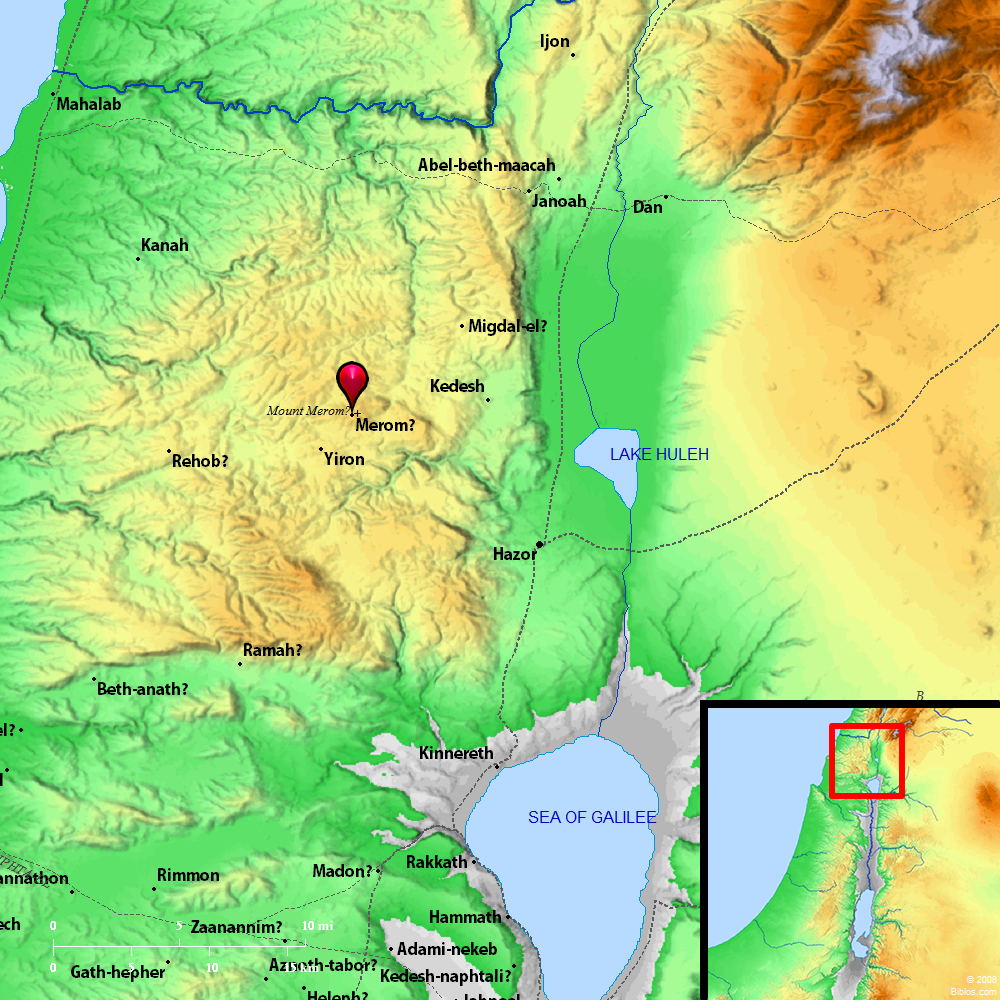 Ijon
Mahalab
Abel-beth-maacah
Janoah
Dan
Kanah
Migdal-el?
Kedesh
Mount Merom?
Merom?
Rehob?
Yiron
LAKE HULEH
Hazor
Ramah?
Beth-anath?
B
el?
Kinnereth
SEA OF GALILEE
Rakkath
Madon?
Rimmon
annathon
Hammath
ech
0 5 10 mi
Zaanannim?
Adami-nekeb
0 5 10 15 km
Gath-hepher
Aznoth-tabor?
Kedesh-naphtali?
Heleph?
Jabneel
© 2008
Biblos.com